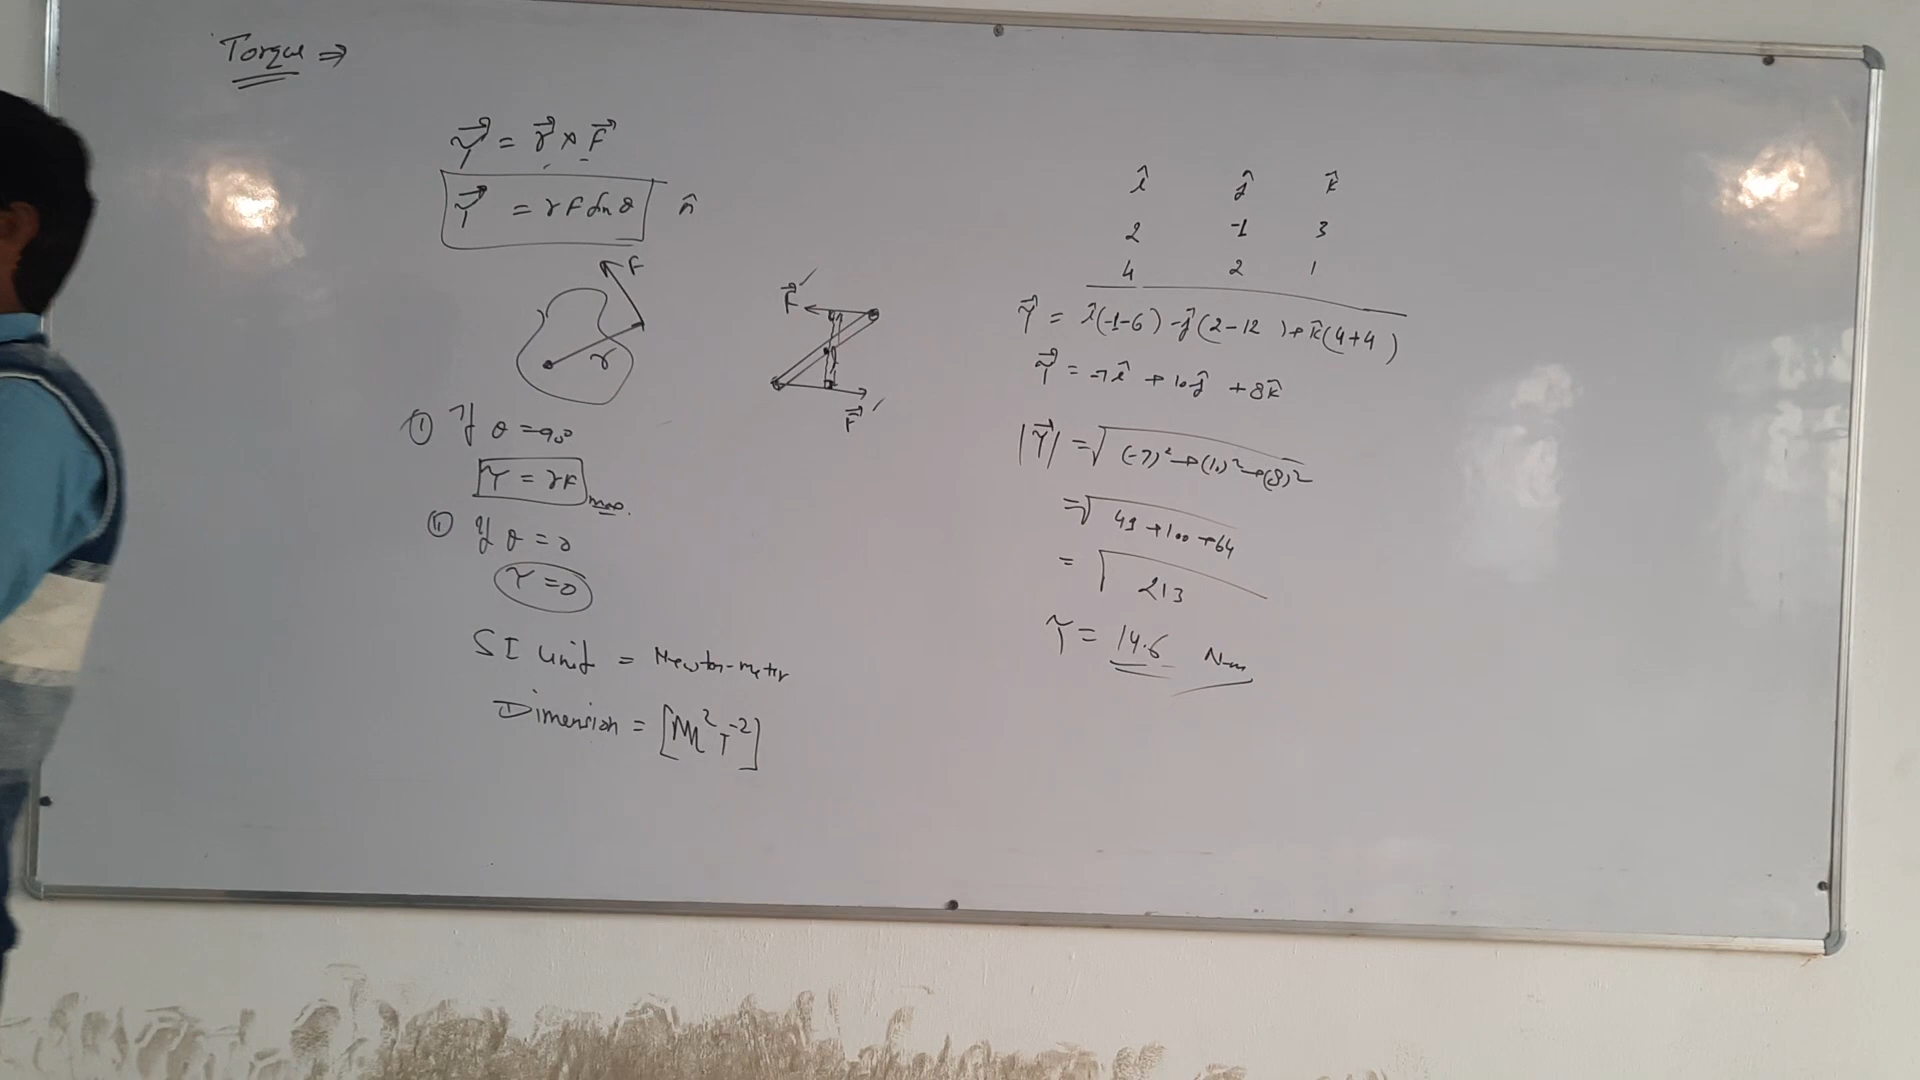 Torque ⇒
τ⃗ = r⃗ × F⃗
τ⃗ = rF sin θ n̂
F
r
F⃗
F⃗
① If θ = 90°
τ = rF max.
② If θ = 0
τ = 0
SI unit = Newton-meter
Dimension = [ML²T⁻²]
î ĵ k̂
2 -1 3
4 2 1
τ⃗ = î(-1-6) - ĵ(2-12) + k̂(4+4)
τ⃗ = -7î + 10ĵ + 8k̂
|τ⃗| = √(-7)² + (10)² + (8)²
= √49 + 100 + 64
= √213
τ = 14.6 N-m